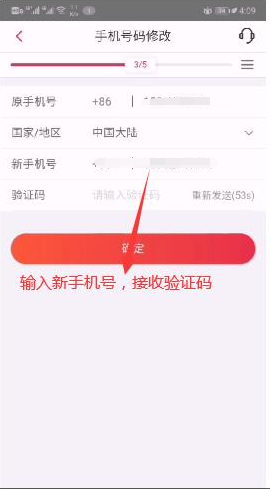 4:09
手机号码修改
3/5
原手机号 +86
国家/地区 中国大陆
新手机号
验证码 请输入验证码 重新发送(53s)
确定
输入新手机号，接收验证码